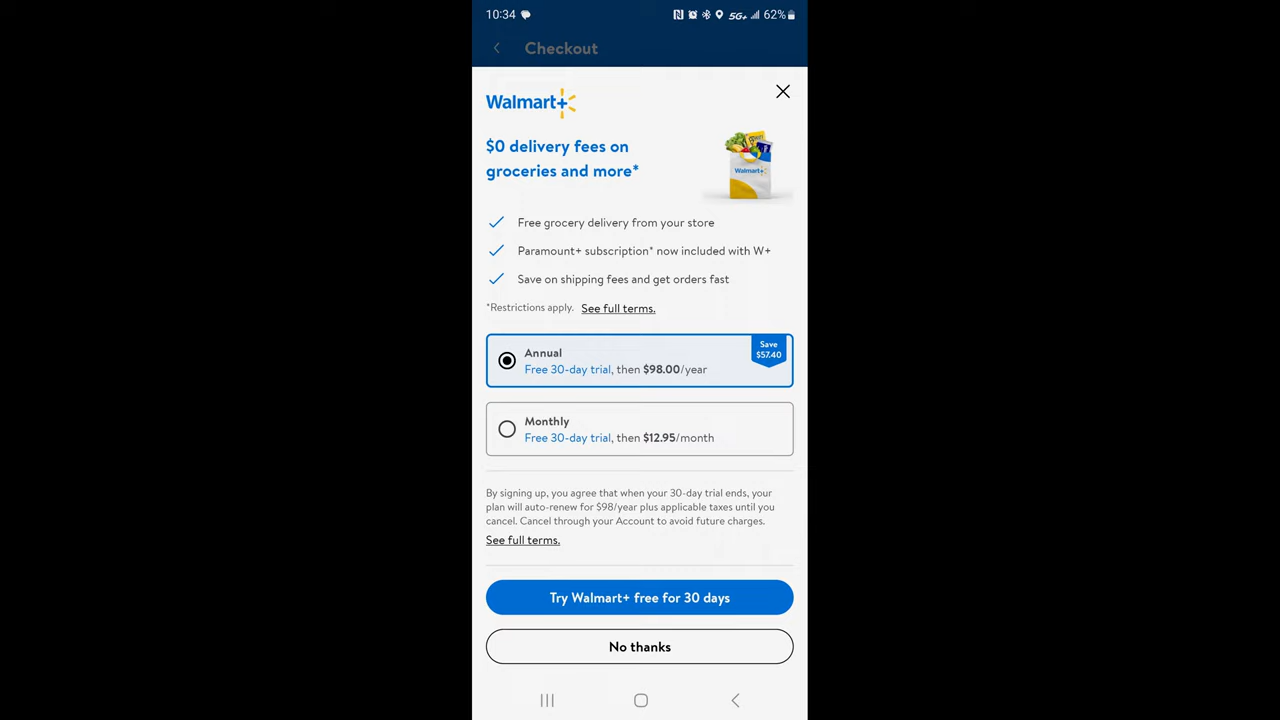 10:34
5G+ 62%
Checkout
Walmart+
$0 delivery fees on
groceries and more*
Walmart+
Free grocery delivery from your store
Paramount+ subscription* now included with W+
Save on shipping fees and get orders fast
*Restrictions apply. See full terms.
Annual
Free 30-day trial, then $98.00/year
Save
$57.40
Monthly
Free 30-day trial, then $12.95/month
By signing up, you agree that when your 30-day trial ends, your
plan will auto-renew for $98/year plus applicable taxes until you
cancel. Cancel through your Account to avoid future charges.
See full terms.
Try Walmart+ free for 30 days
No thanks